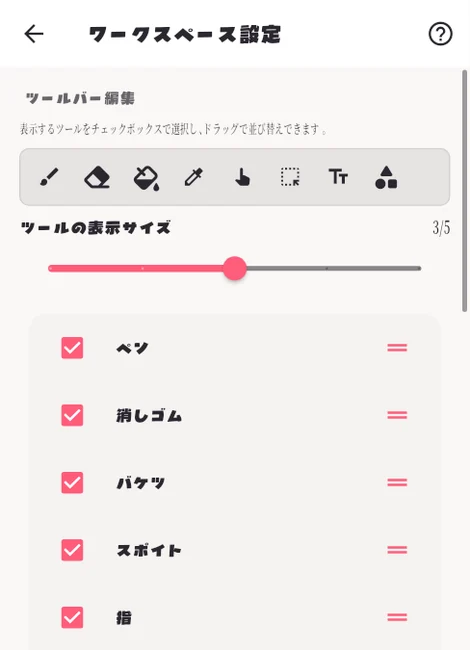 ワークスペース設定
ツールバー編集
表示するツールをチェックボックスで選択し、ドラッグで並び替えできます。
Tт
ツールの表示サイズ 3/5
ペン
消しゴム
バケツ
スポイト
指